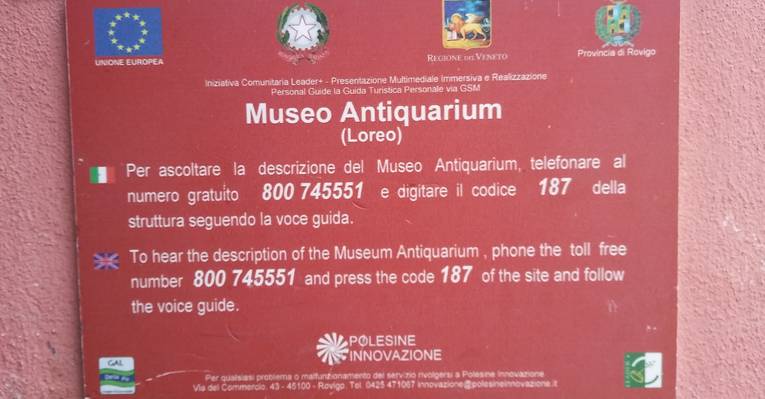 UNIONE EUROPEA
REGIONE DEL VENETO
Provincia di Rovigo
Iniziativa Comunitaria Leader+ - Presentazione Multimediale Immersiva e Realizzazione
Personal Guide la Guida Turistica Personale via GSM
Museo Antiquarium
(Loreo)
Per ascoltare la descrizione del Museo Antiquarium, telefonare al
numero gratuito 800 745551 e digitare il codice 187 della
struttura seguendo la voce guida.
To hear the description of the Museum Antiquarium , phone the toll free
number 800 745551 and press the code 187 of the site and follow
the voice guide.
POLESINE
INNOVAZIONE
GAL
Per qualsiasi problema o malfunzionamento del servizio rivolgersi a Polesine Innovazione
Via del Commercio, 43 - 45100 - Rovigo. Tel. 0425 471067 innovazione@polesineinnovazione.it